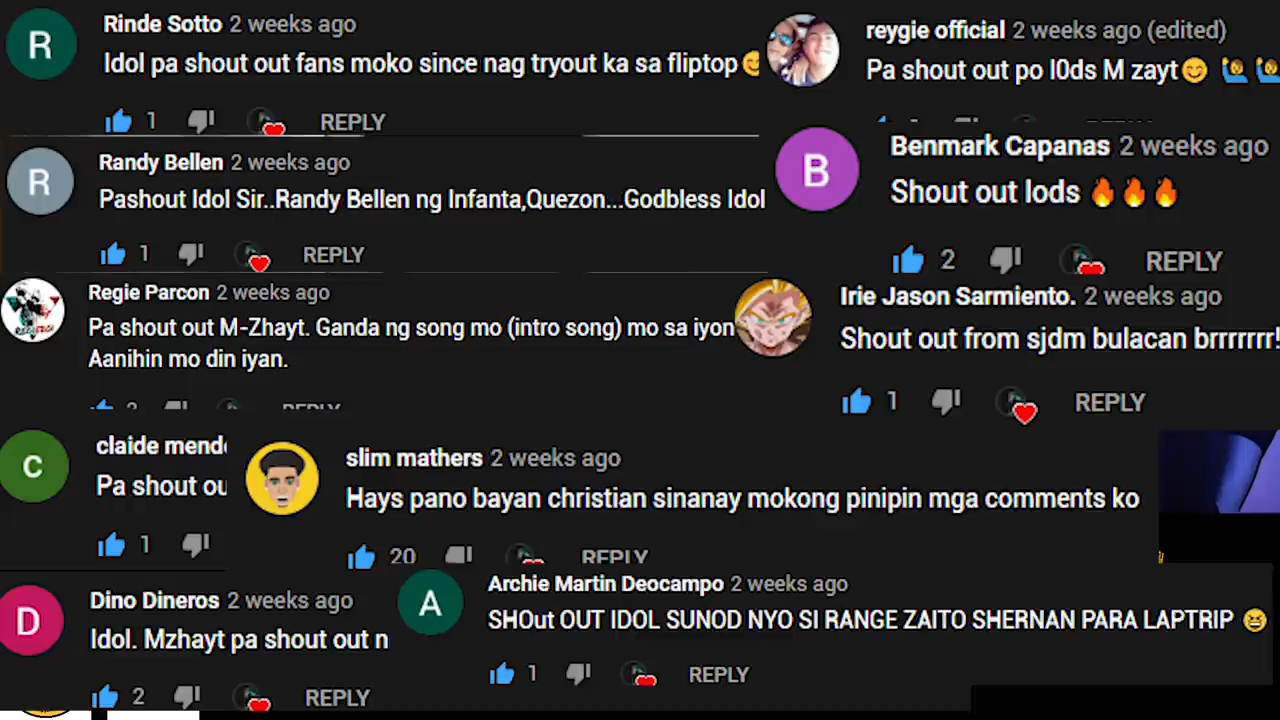 Rinde Sotto 2 weeks ago
Idol pa shout out fans moko since nag tryout ka sa fliptop😊
R
1
REPLY
reygie official 2 weeks ago (edited)
Pa shout out po l0ds M zayt😊 🙋‍♂️ 🙋‍♂️
Randy Bellen 2 weeks ago
Pashout Idol Sir..Randy Bellen ng Infanta,Quezon...Godbless Idol
R
1
REPLY
Benmark Capanas 2 weeks ago
Shout out lods 🔥🔥🔥
B
2
REPLY
Regie Parcon 2 weeks ago
Pa shout out M-Zhayt. Ganda ng song mo (intro song) mo sa iyon
Aanihin mo din iyan.
REPLY
Irie Jason Sarmiento. 2 weeks ago
Shout out from sjdm bulacan brrrrrrr!
1
REPLY
claide mend
Pa shout ou
C
1
slim mathers 2 weeks ago
Hays pano bayan christian sinanay mokong pinipin mga comments ko
20
REPLY
Dino Dineros 2 weeks ago
Idol. Mzhayt pa shout out n
D
2
REPLY
Archie Martin Deocampo 2 weeks ago
SHOut OUT IDOL SUNOD NYO SI RANGE ZAITO SHERNAN PARA LAPTRIP 😆
A
1
REPLY